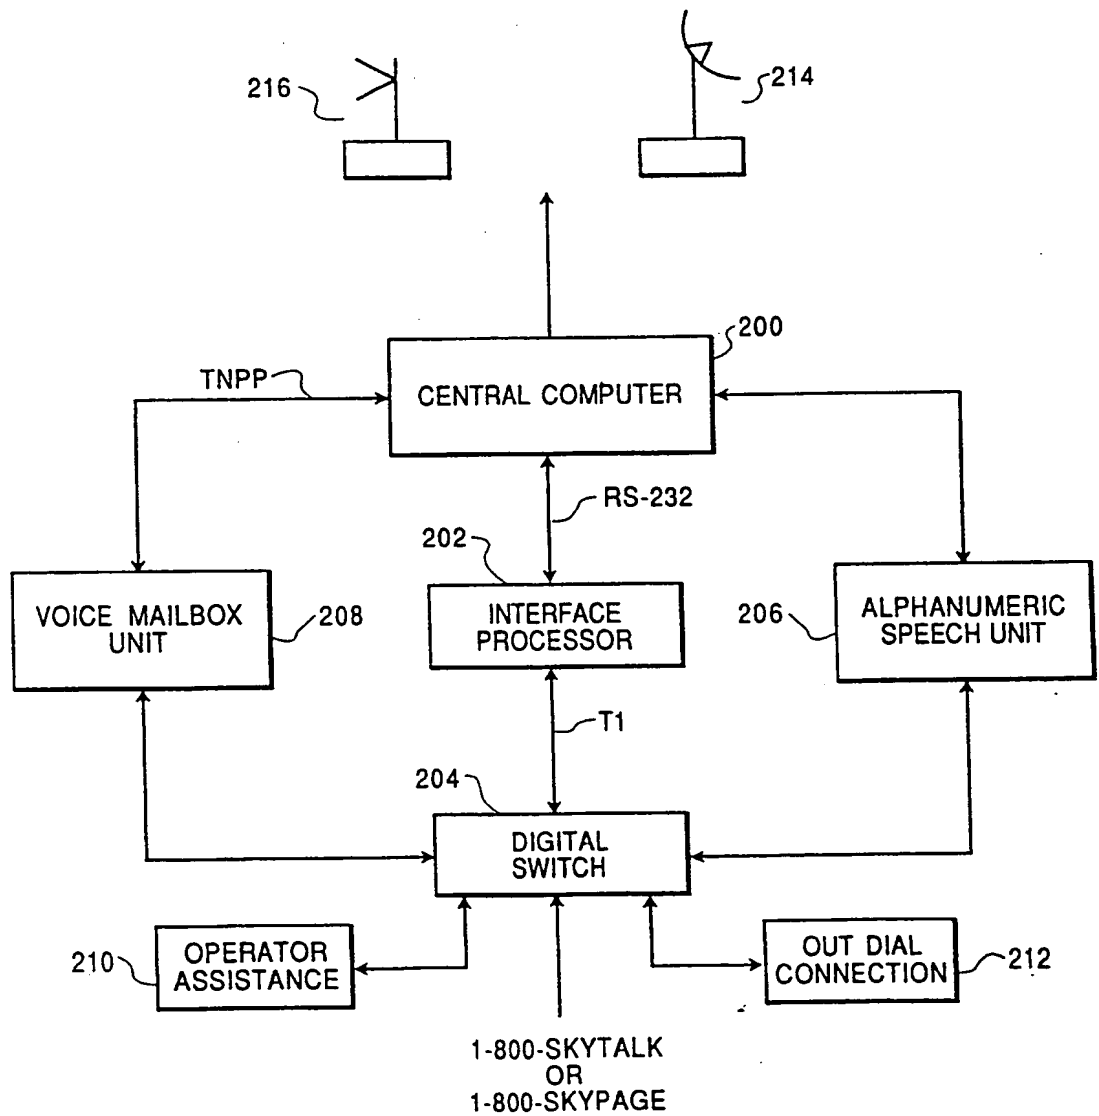 216
214
200
TNPP
CENTRAL COMPUTER
RS-232
202
VOICE MAILBOX
UNIT
208
INTERFACE
PROCESSOR
206
ALPHANUMERIC
SPEECH UNIT
T1
204
DIGITAL
SWITCH
210
OPERATOR
ASSISTANCE
OUT DIAL
CONNECTION
212
1-800-SKYTALK
OR
1-800-SKYPAGE